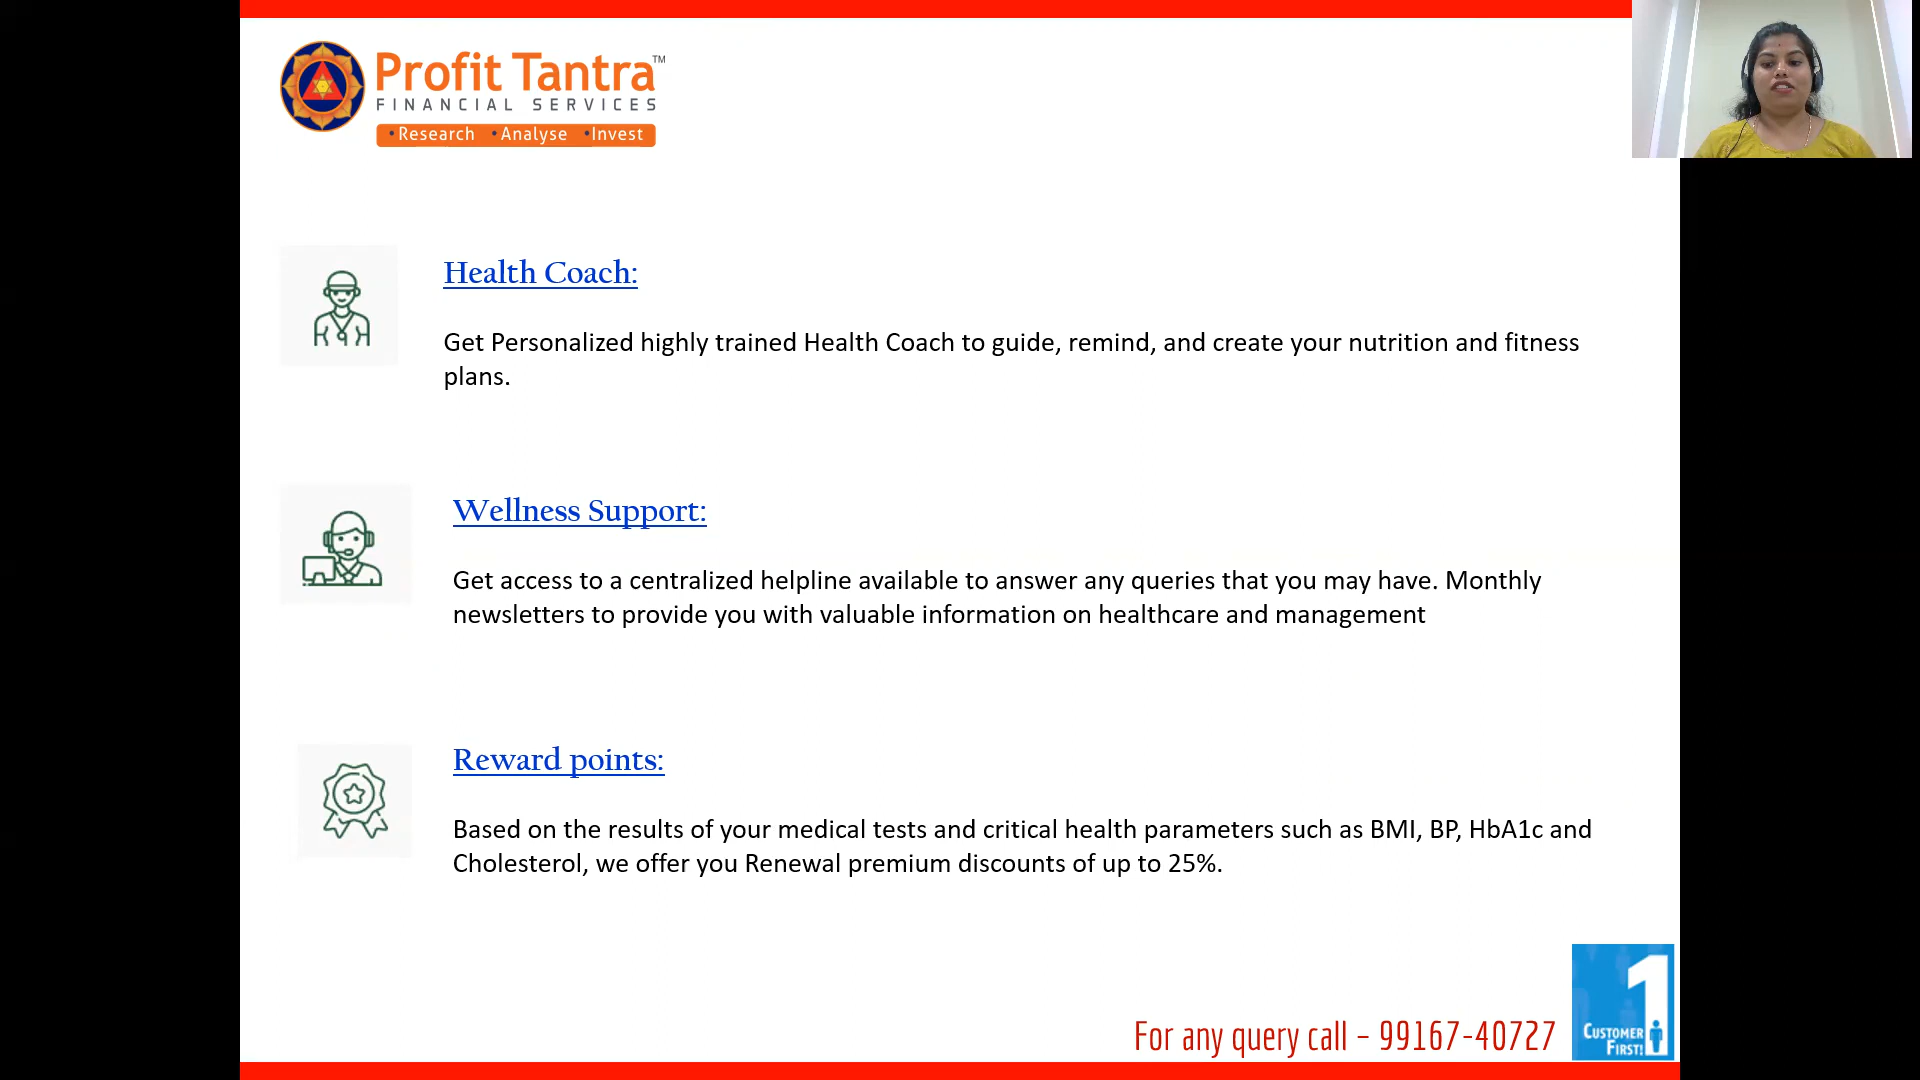 Profit Tantra™
FINANCIAL SERVICES
•Research •Analyse •Invest
Health Coach:
Get Personalized highly trained Health Coach to guide, remind, and create your nutrition and fitness
plans.
Wellness Support:
Get access to a centralized helpline available to answer any queries that you may have. Monthly
newsletters to provide you with valuable information on healthcare and management
Reward points:
Based on the results of your medical tests and critical health parameters such as BMI, BP, HbA1c and
Cholesterol, we offer you Renewal premium discounts of up to 25%.
For any query call – 99167-40727
1
CUSTOMER
FIRST!